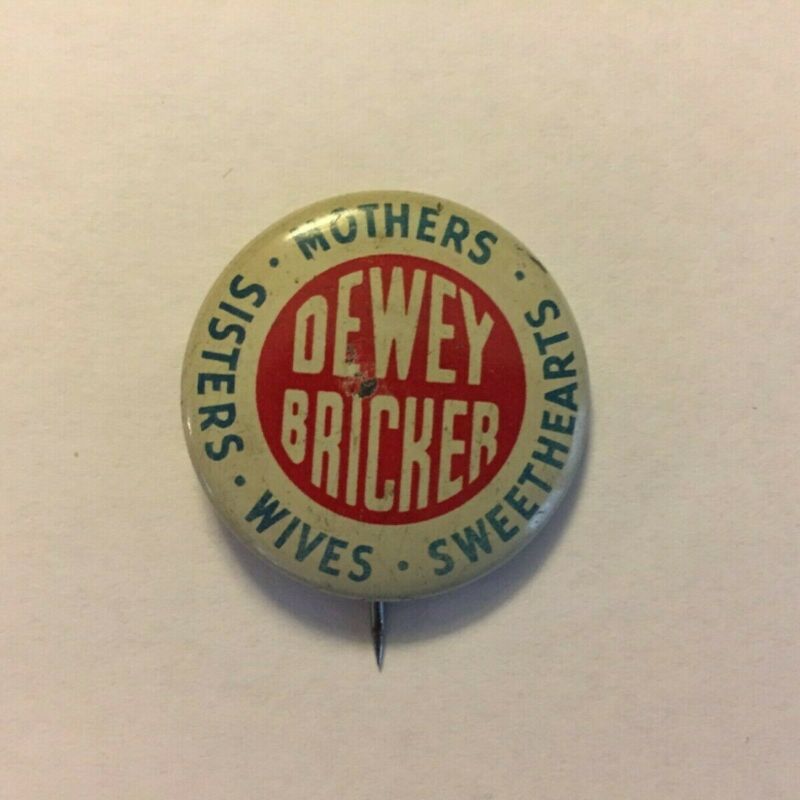 DEWEY
BRICKER
MOTHERS · SWEETHEARTS · WIVES · SISTERS ·